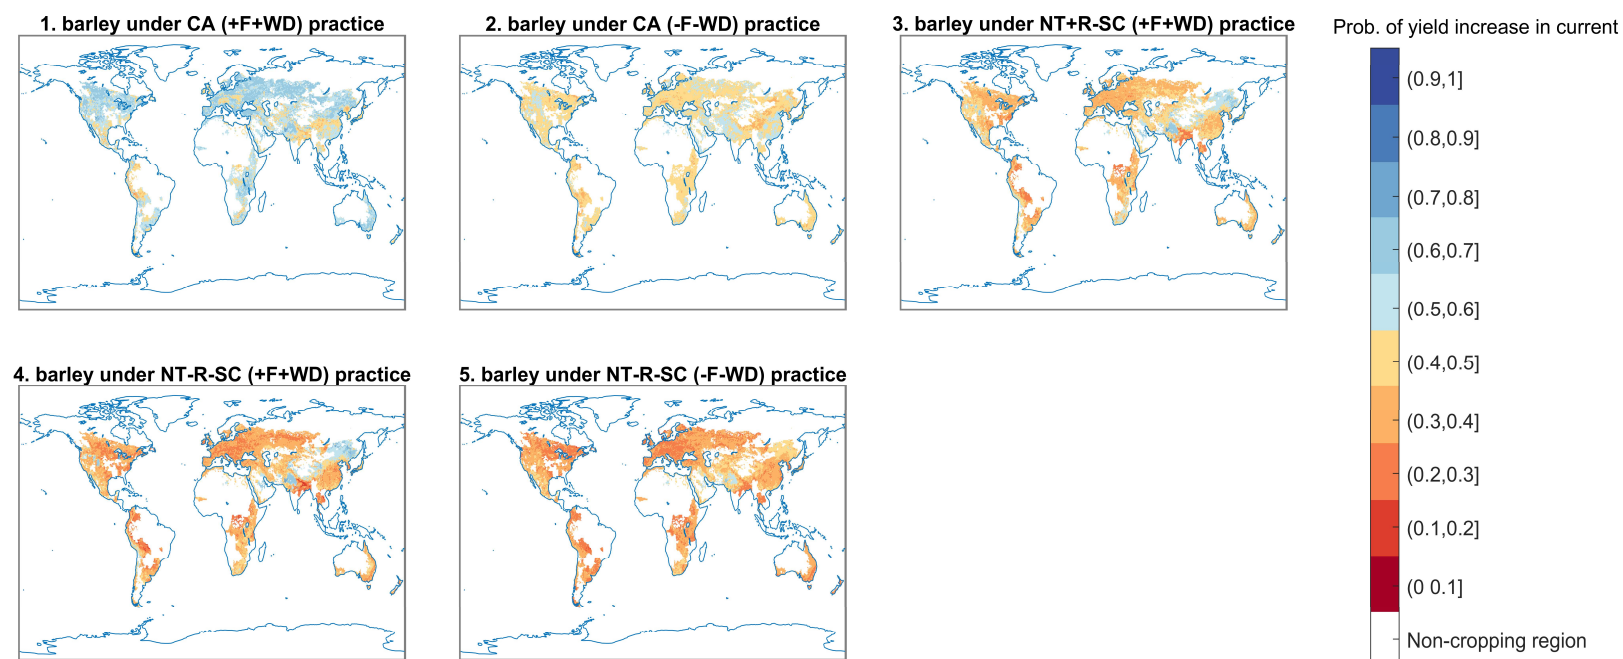 1. barley under CA (+F+WD) practice
2. barley under CA (-F-WD) practice
3. barley under NT+R-SC (+F+WD) practice
Prob. of yield increase in current
(0.9,1]
(0.8,0.9]
(0.7,0.8]
(0.6,0.7]
(0.5,0.6]
(0.4,0.5]
(0.3,0.4]
(0.2,0.3]
(0.1,0.2]
(0 0.1]
Non-cropping region
4. barley under NT-R-SC (+F+WD) practice
5. barley under NT-R-SC (-F-WD) practice